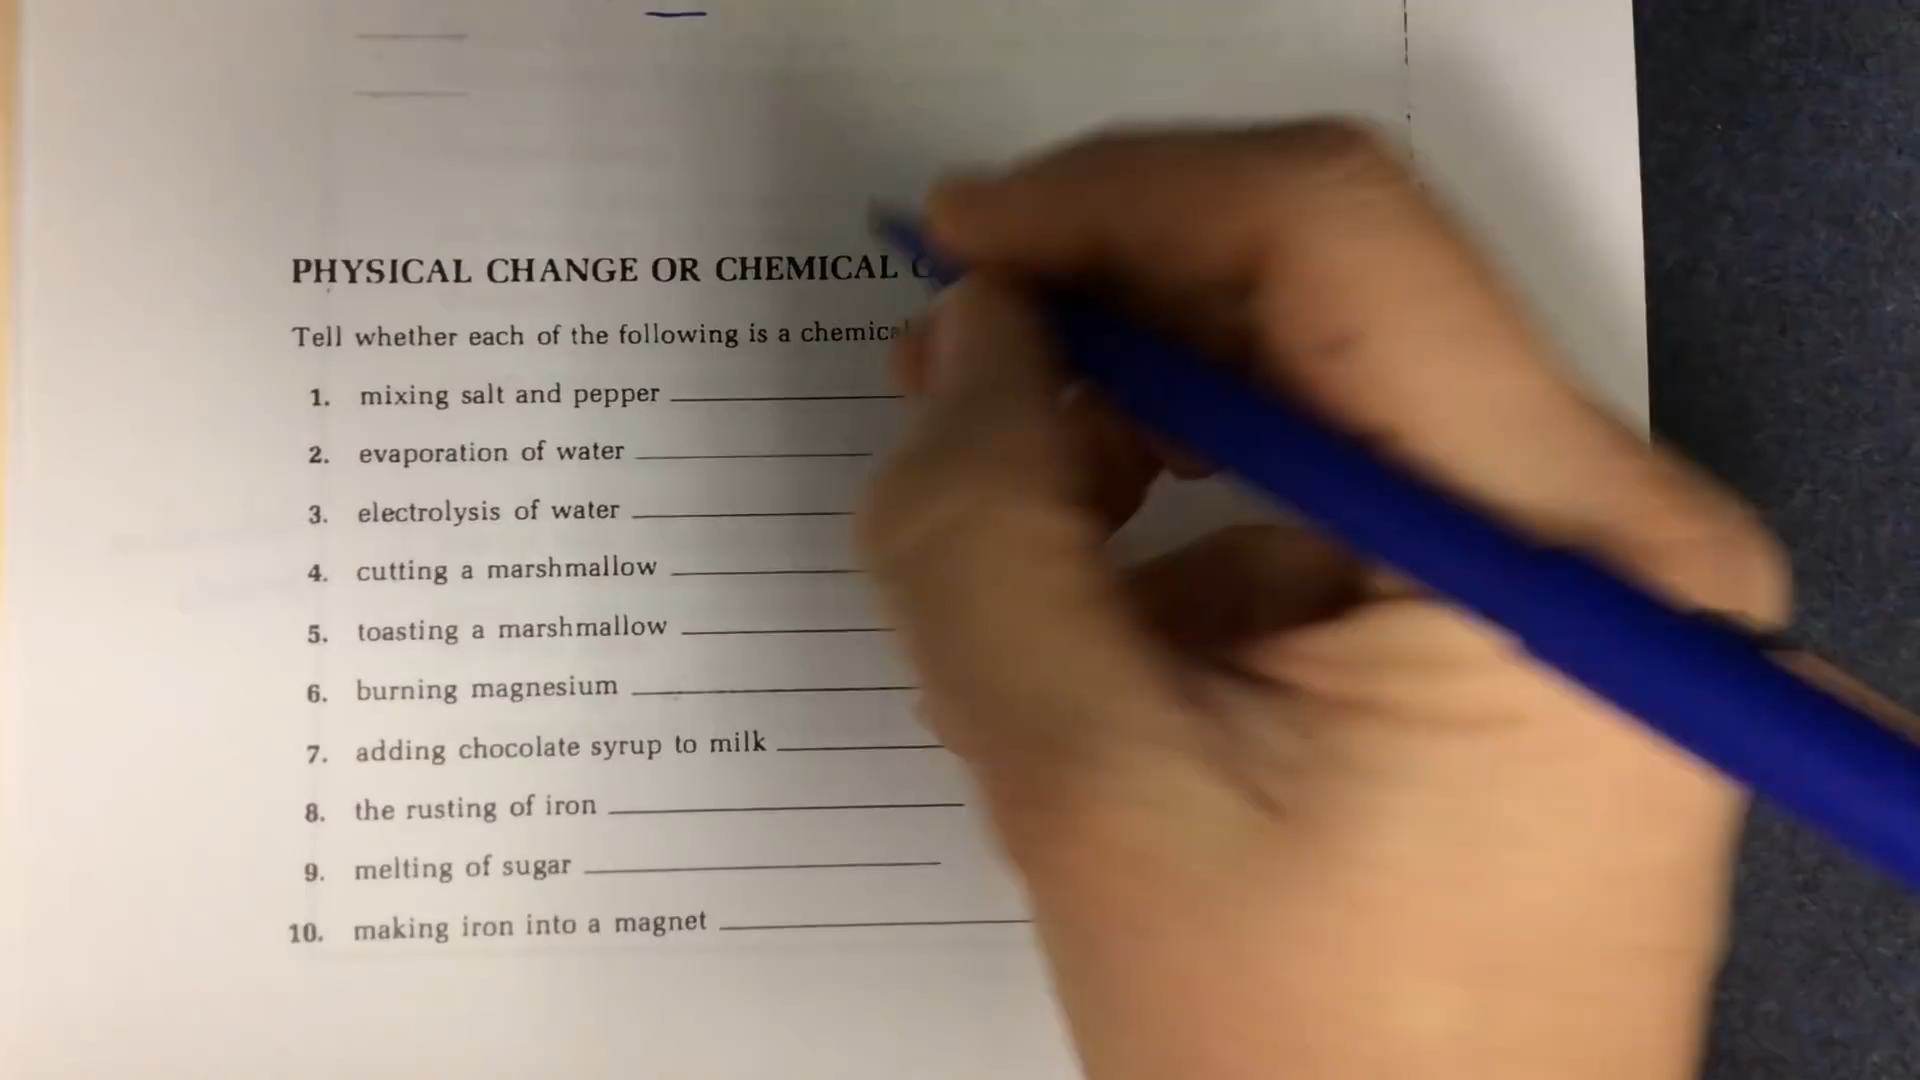 PHYSICAL CHANGE OR CHEMICAL
Tell whether each of the following is a chemical
1. mixing salt and pepper
2. evaporation of water
3. electrolysis of water
4. cutting a marshmallow
5. toasting a marshmallow
6. burning magnesium
7. adding chocolate syrup to milk
8. the rusting of iron
9. melting of sugar
10. making iron into a magnet